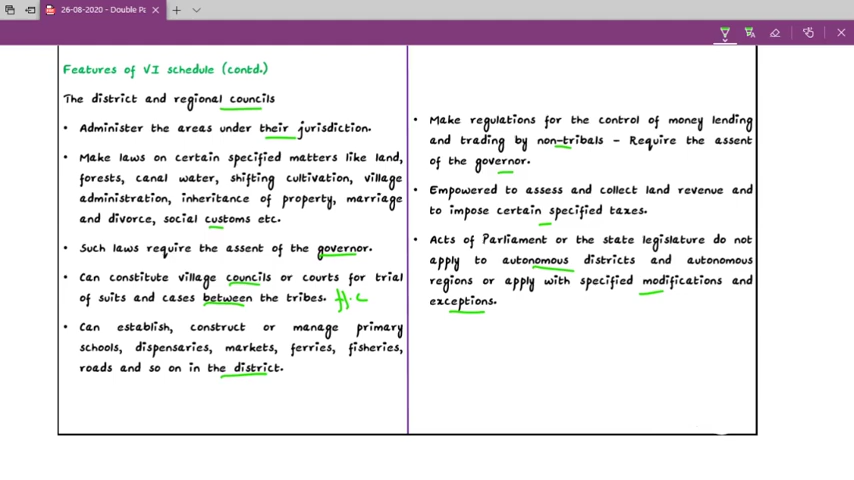 26-08-2020 - Double Pa
Features of VI schedule (contd.)
The district and regional councils
• Administer the areas under their jurisdiction.
• Make laws on certain specified matters like land,
forests, canal water, shifting cultivation, village
administration, inheritance of property, marriage
and divorce, social customs etc.
• Such laws require the assent of the governor.
• Can constitute village councils or courts for trial
of suits and cases between the tribes. H.C
• Can establish, construct or manage primary
schools, dispensaries, markets, ferries, fisheries,
roads and so on in the district.
• Make regulations for the control of money lending
and trading by non-tribals – Require the assent
of the governor.
• Empowered to assess and collect land revenue and
to impose certain specified taxes.
• Acts of Parliament or the state legislature do not
apply to autonomous districts and autonomous
regions or apply with specified modifications and
exceptions.